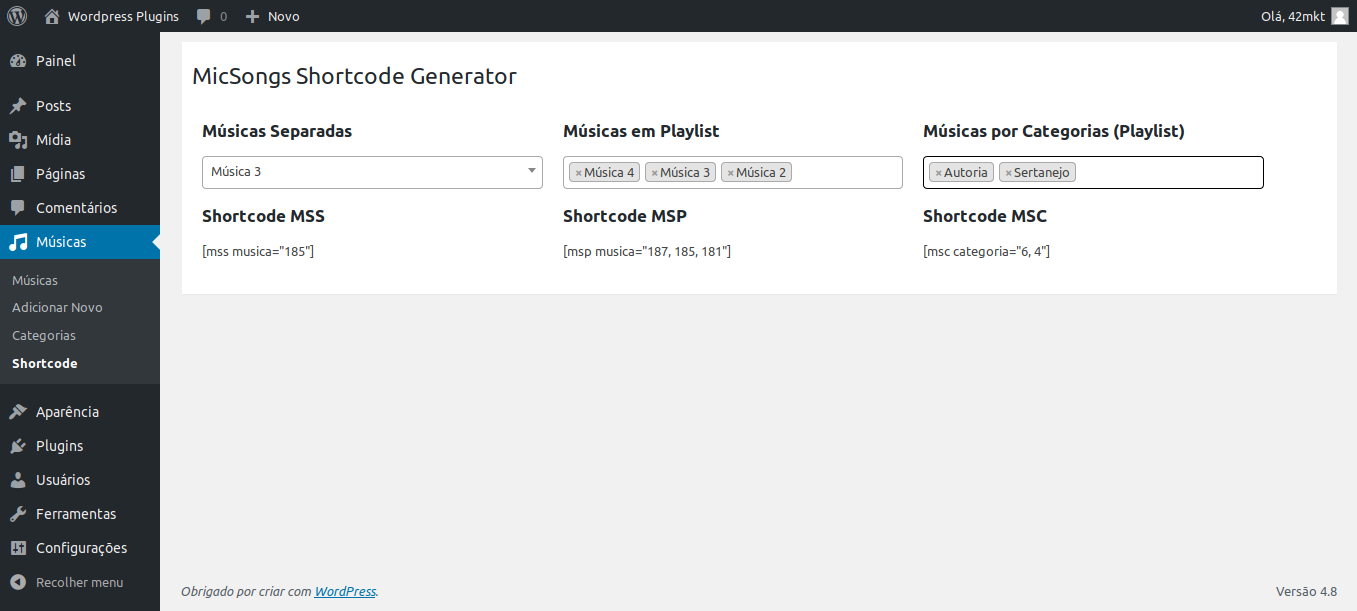 Wordpress Plugins 0 Novo Olá, 42mkt
Painel
Posts
Mídia
Páginas
Comentários
Músicas
Músicas
Adicionar Novo
Categorias
Shortcode
Aparência
Plugins
Usuários
Ferramentas
Configurações
Recolher menu
MicSongs Shortcode Generator
Músicas Separadas
Música 3
Shortcode MSS
[mss musica="185"]
Músicas em Playlist
×Música 4 ×Música 3 ×Música 2
Shortcode MSP
[msp musica="187, 185, 181"]
Músicas por Categorias (Playlist)
×Autoria ×Sertanejo
Shortcode MSC
[msc categoria="6, 4"]
Obrigado por criar com WordPress. Versão 4.8